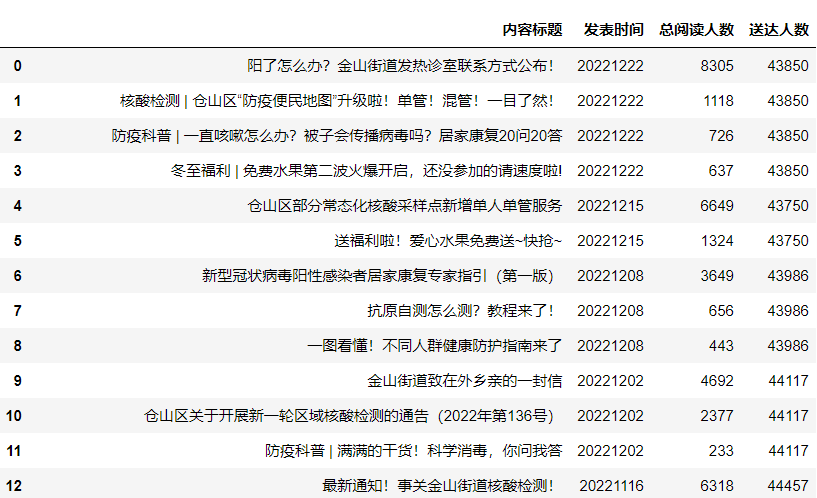 内容标题 发表时间 总阅读人数 送达人数
0 阳了怎么办？金山街道发热诊室联系方式公布！ 20221222 8305 43850
1 核酸检测 | 仓山区“防疫便民地图”升级啦！单管！混管！一目了然！ 20221222 1118 43850
2 防疫科普 | 一直咳嗽怎么办？被子会传播病毒吗？居家康复20问20答 20221222 726 43850
3 冬至福利 | 免费水果第二波火爆开启，还没参加的请速度啦! 20221222 637 43850
4 仓山区部分常态化核酸采样点新增单人单管服务 20221215 6649 43750
5 送福利啦！爱心水果免费送~快抢~ 20221215 1324 43750
6 新型冠状病毒阳性感染者居家康复专家指引（第一版） 20221208 3649 43986
7 抗原自测怎么测？教程来了！ 20221208 656 43986
8 一图看懂！不同人群健康防护指南来了 20221208 443 43986
9 金山街道致在外乡亲的一封信 20221202 4692 44117
10 仓山区关于开展新一轮区域核酸检测的通告（2022年第136号） 20221202 2377 44117
11 防疫科普 | 满满的干货！科学消毒，你问我答 20221202 233 44117
12 最新通知！事关金山街道核酸检测！ 20221116 6318 44457